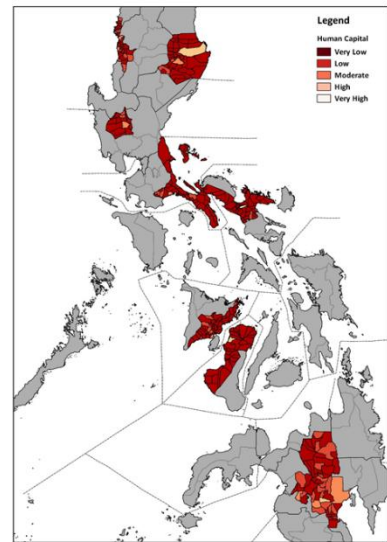 Legend
Human Capital
Very Low
Low
Moderate
High
Very High